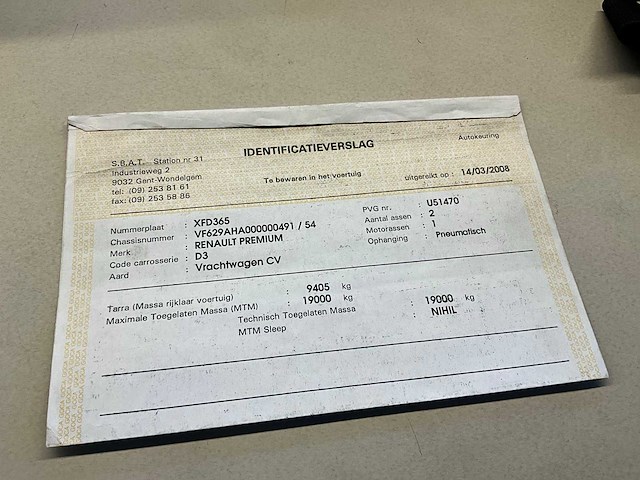 IDENTIFICATIEVERSLAG
Autokeuring
S.B.A.T. Station nr 31
Industrieweg 2
9032 Gent-Wondelgem
tel: (09) 253 81 61
fax: (09) 253 58 86
Te bewaren in het voertuig
uitgereikt op : 14/03/2008
Nummerplaat : XFD365
Chassisnummer : VF629AHA000000491 / 54
Merk : RENAULT PREMIUM
Code carrosserie : D3
Aard : Vrachtwagen CV
PVG nr. : U51470
Aantal assen : 2
Motorassen : 1
Ophanging : Pneumatisch
Tarra (Massa rijklaar voertuig) : 9405 kg
Maximale Toegelaten Massa (MTM) : 19000 kg
Technisch Toegelaten Massa : 19000 kg
MTM Sleep : NIHIL